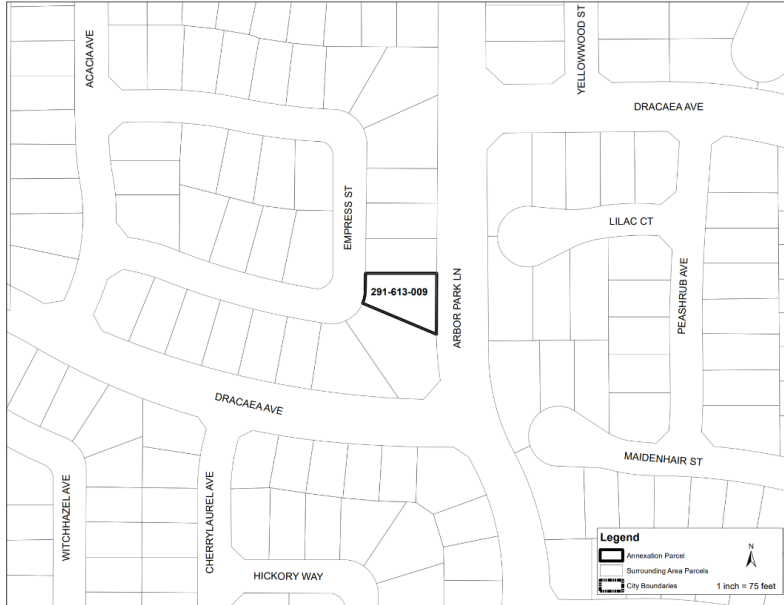 ACACIA AVE
YELLOWWOOD ST
DRACAEA AVE
EMPRESS ST
LILAC CT
291-613-009
ARBOR PARK LN
PEASHRUB AVE
DRACAEA AVE
MAIDENHAIR ST
WITCHHAZEL AVE
CHERRYLAUREL AVE
HICKORY WAY
Legend
Annexation Parcel
Surrounding Area Parcels
City Boundaries
N
1 inch = 75 feet